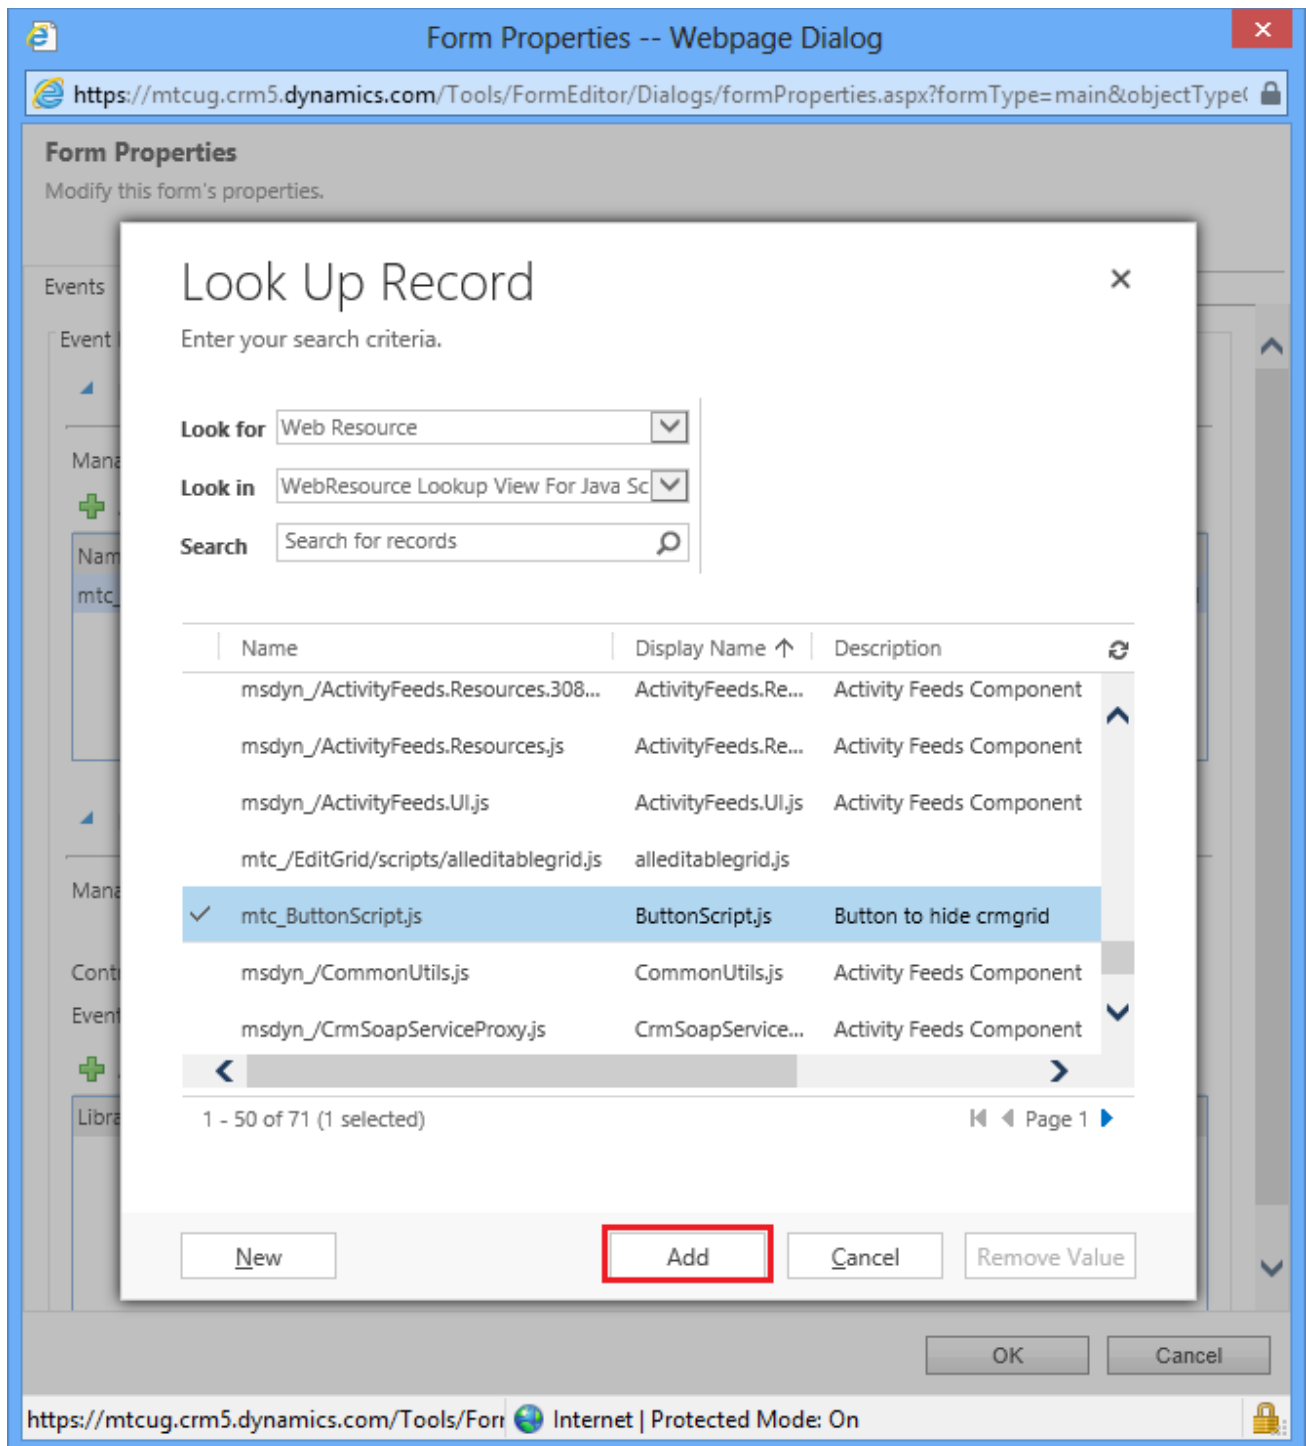 Form Properties -- Webpage Dialog
https://mtcug.crm5.dynamics.com/Tools/FormEditor/Dialogs/formProperties.aspx?formType=main&objectType
Form Properties
Modify this form's properties.
Look Up Record
Events
Enter your search criteria.
Event
Look for Web Resource
Mana
Look in WebResource Lookup View For Java Sc
Search Search for records
Nam
mtc_
Name Display Name Description
msdyn_/ActivityFeeds.Resources.308... ActivityFeeds.Re... Activity Feeds Component
msdyn_/ActivityFeeds.Resources.js ActivityFeeds.Re... Activity Feeds Component
msdyn_/ActivityFeeds.UI.js ActivityFeeds.UI.js Activity Feeds Component
mtc_/EditGrid/scripts/alleditablegrid.js alleditablegrid.js
Mana
mtc_ButtonScript.js ButtonScript.js Button to hide crmgrid
Cont
msdyn_/CommonUtils.js CommonUtils.js Activity Feeds Component
Event
msdyn_/CrmSoapServiceProxy.js CrmSoapService... Activity Feeds Component
Libra
1 - 50 of 71 (1 selected) Page 1
New Add Cancel Remove Value
OK Cancel
https://mtcug.crm5.dynamics.com/Tools/For Internet | Protected Mode: On